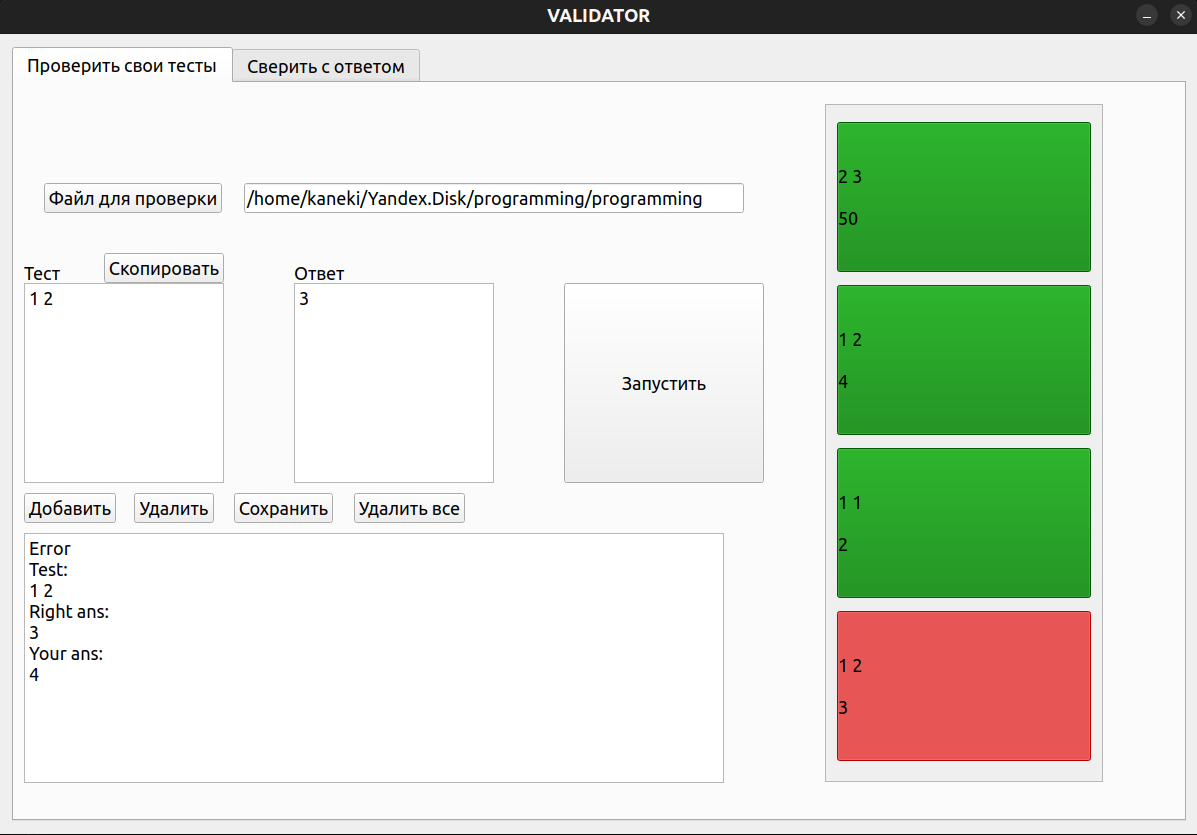 VALIDATOR
Проверить свои тесты
Сверить с ответом
Файл для проверки
/home/kaneki/Yandex.Disk/programming/programming
Тест
Скопировать
Ответ
1 2
3
Запустить
Добавить
Удалить
Сохранить
Удалить все
Error
Test:
1 2
Right ans:
3
Your ans:
4
2 3
50
1 2
4
1 1
2
1 2
3